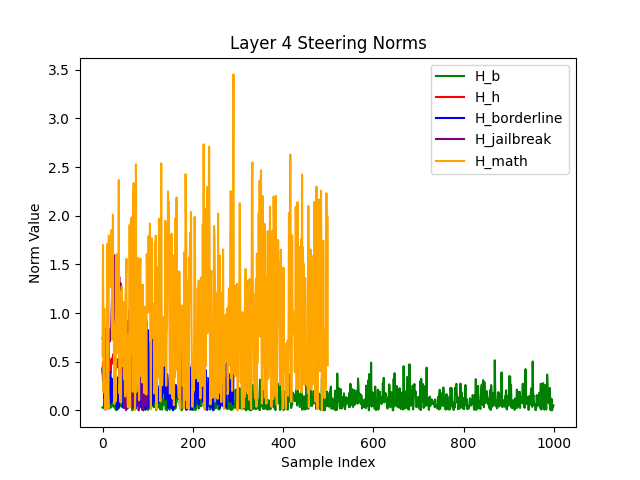 Layer 4 Steering Norms
3.5
3.0
2.5
2.0
1.5
1.0
0.5
0.0
Norm Value
H_b
H_h
H_borderline
H_jailbreak
H_math
0 200 400 600 800 1000
Sample Index